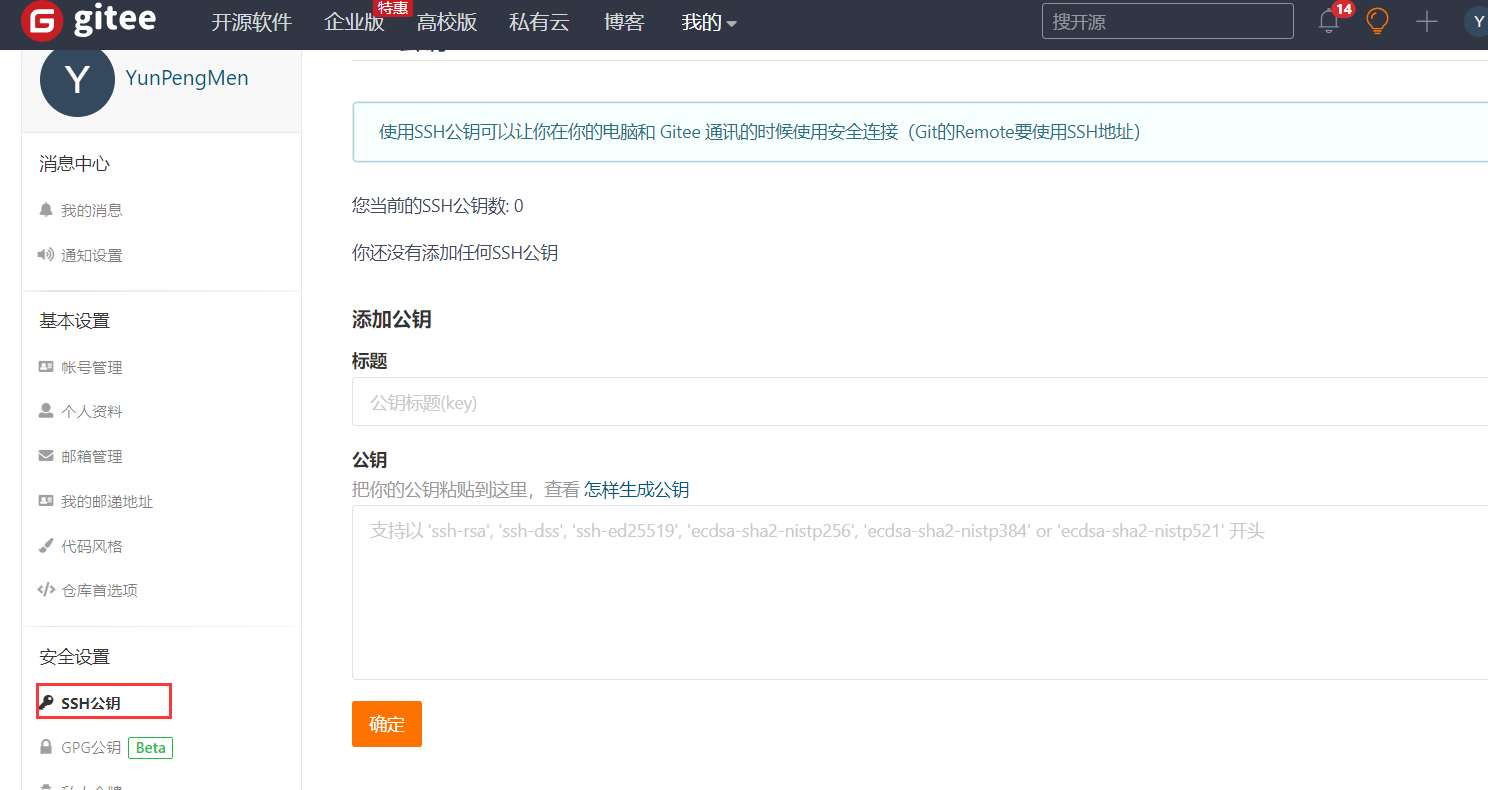 gitee 开源软件 企业版 特惠 高校版 私有云 博客 我的 搜开源 14 Y
Y YunPengMen
消息中心
我的消息
通知设置
基本设置
帐号管理
个人资料
邮箱管理
我的邮递地址
代码风格
仓库首选项
安全设置
SSH公钥
GPG公钥 Beta
使用SSH公钥可以让你在你的电脑和 Gitee 通讯的时候使用安全连接（Git的Remote要使用SSH地址）
您当前的SSH公钥数: 0
你还没有添加任何SSH公钥
添加公钥
标题
公钥标题(key)
公钥
把你的公钥粘贴到这里，查看 怎样生成公钥
支持以 'ssh-rsa', 'ssh-dss', 'ssh-ed25519', 'ecdsa-sha2-nistp256', 'ecdsa-sha2-nistp384' or 'ecdsa-sha2-nistp521' 开头
确定